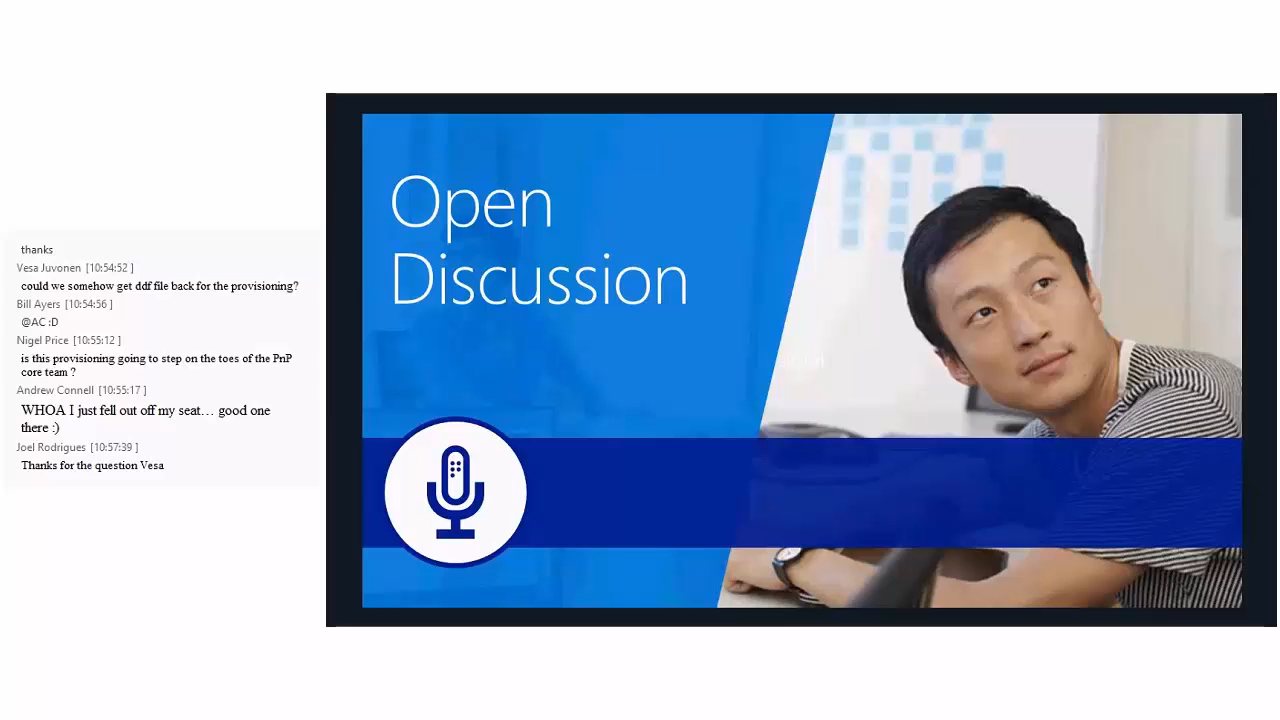 thanks
Vesa Juvonen [10:54:52 ]
could we somehow get ddf file back for the provisioning?
Bill Ayers [10:54:56 ]
@AC :D
Nigel Price [10:55:12 ]
is this provisioning going to step on the toes of the PnP
core team ?
Andrew Connell [10:55:17 ]
WHOA I just fell out off my seat… good one
there :)
Joel Rodrigues [10:57:39 ]
Thanks for the question Vesa
Open
Discussion